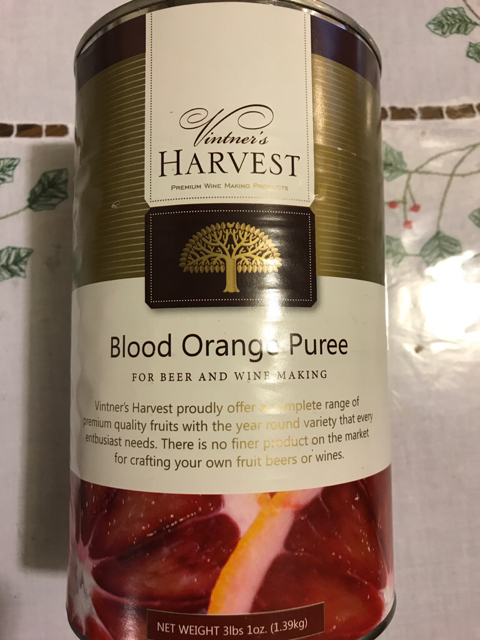 Vintner's
HARVEST
PREMIUM WINE MAKING PRODUCTS
Blood Orange Puree
FOR BEER AND WINE MAKING
Vintner's Harvest proudly offer a complete range of
premium quality fruits with the year round variety that every
enthusiast needs. There is no finer product on the market
for crafting your own fruit beers or wines.
NET WEIGHT 3lbs 1oz. (1.39kg)